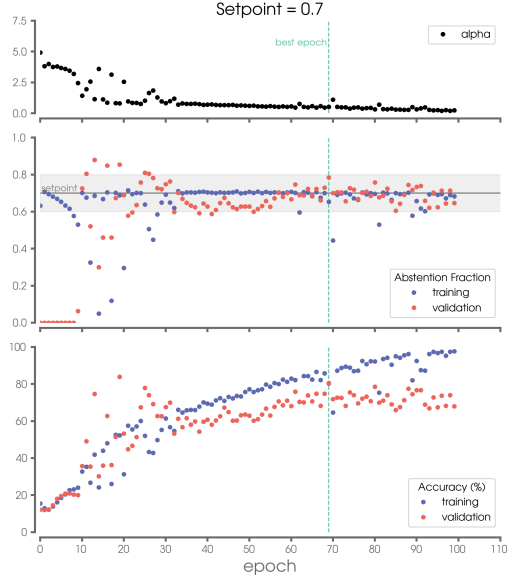 Setpoint = 0.7
7.5
best epoch
alpha
5.0
2.5
0.0
1.0
0.8
setpoint
0.6
0.4
Abstention Fraction
0.2
training
validation
0.0
100
80
60
40
Accuracy (%)
20
training
validation
0
0 10 20 30 40 50 60 70 80 90 100 110
epoch